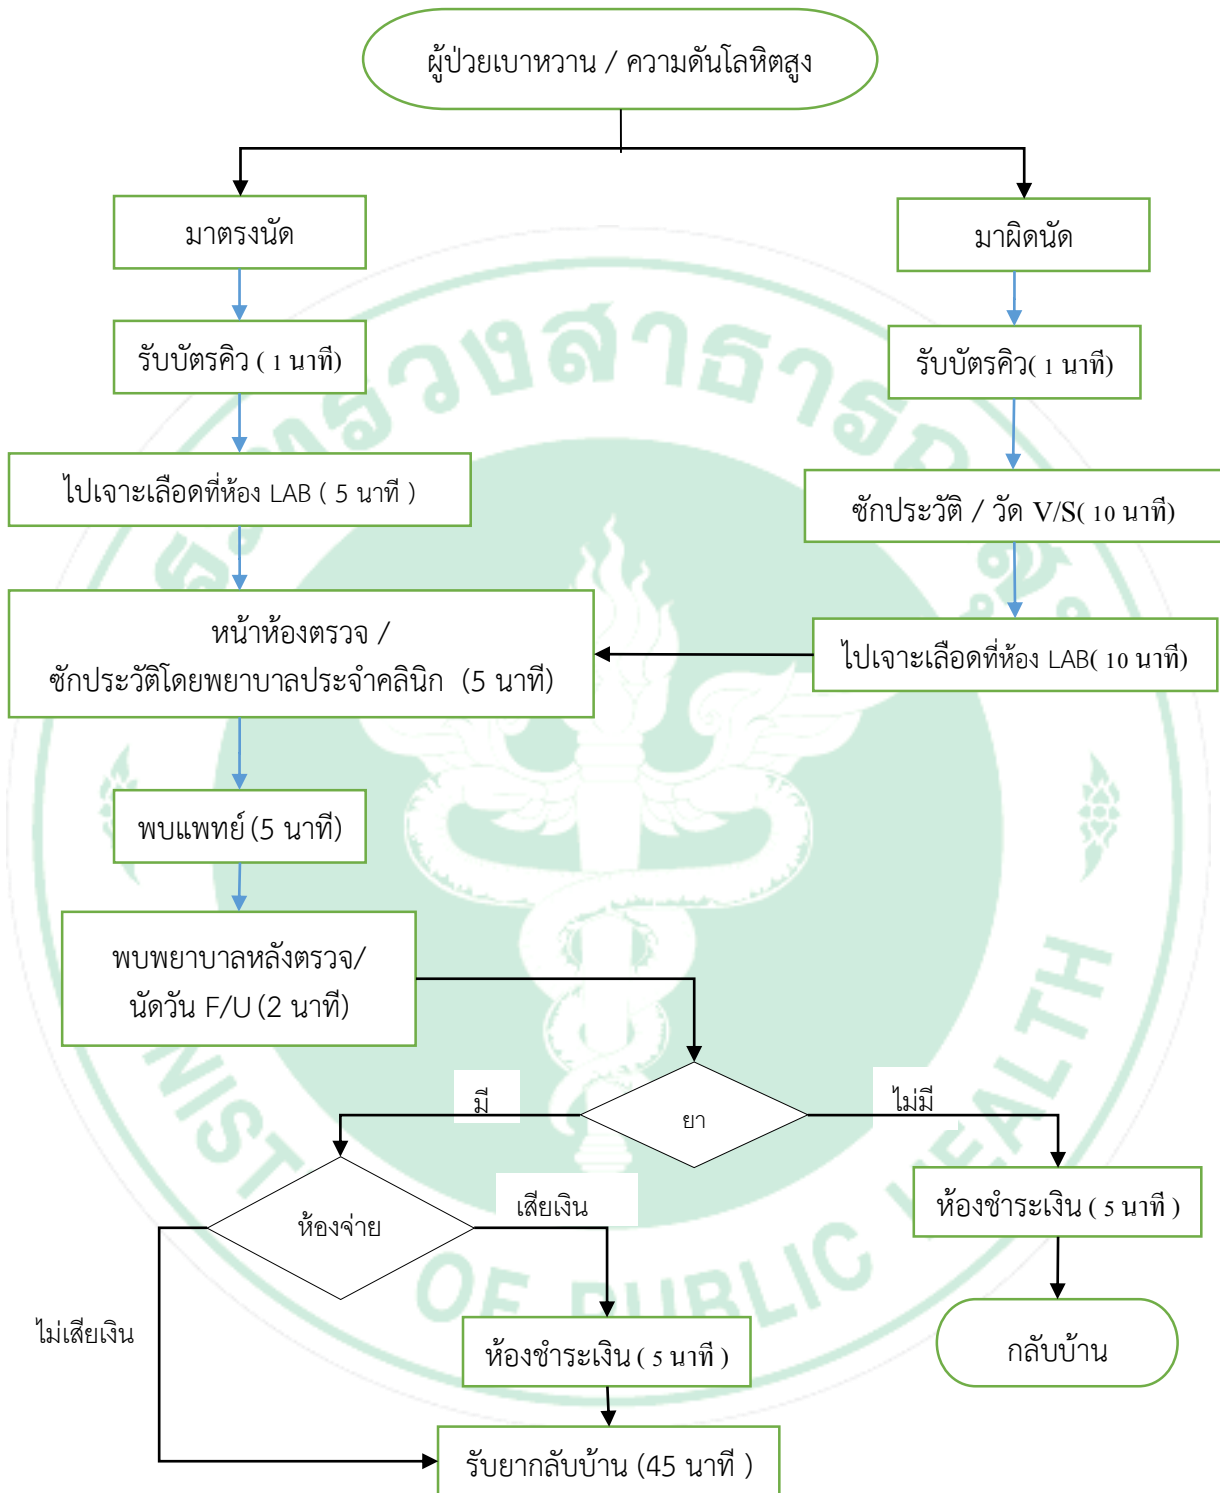 ผู้ป่วยเบาหวาน / ความดันโลหิตสูง
มาตรงนัด
มาผิดนัด
รับบัตรคิว ( 1 นาที)
รับบัตรคิว( 1 นาที)
ไปเจาะเลือดที่ห้อง LAB ( 5 นาที )
ซักประวัติ / วัด V/S( 10 นาที)
หน้าห้องตรวจ /
ซักประวัติโดยพยาบาลประจำคลินิก (5 นาที)
ไปเจาะเลือดที่ห้อง LAB( 10 นาที)
พบแพทย์ (5 นาที)
พบพยาบาลหลังตรวจ/
นัดวัน F/U (2 นาที)
มี
ยา
ไม่มี
ห้องจ่าย
เสียเงิน
ห้องชำระเงิน ( 5 นาที )
ไม่เสียเงิน
ห้องชำระเงิน ( 5 นาที )
กลับบ้าน
รับยากลับบ้าน (45 นาที )
OF PUBLIC HEALTH